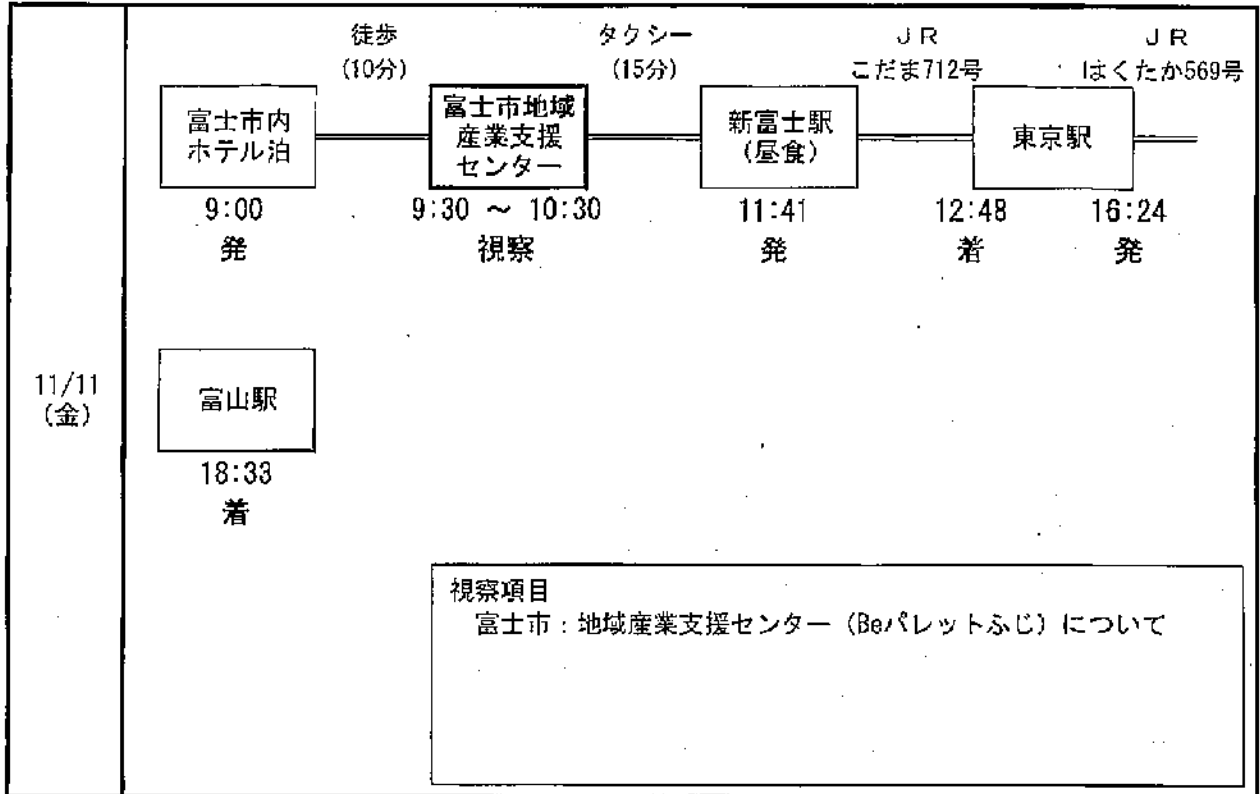 徒歩
(10分)
タクシー
(15分)
ＪＲ
こだま712号
ＪＲ
はくたか569号
富士市内
ホテル泊
富士市地域
産業支援
センター
新富士駅
(昼食)
東京駅
9:00
発
9:30 ～ 10:30
視察
11:41
発
12:48
着
16:24
発
11/11
(金)
富山駅
18:33
着
視察項目
富士市：地域産業支援センター（Beパレットふじ）について